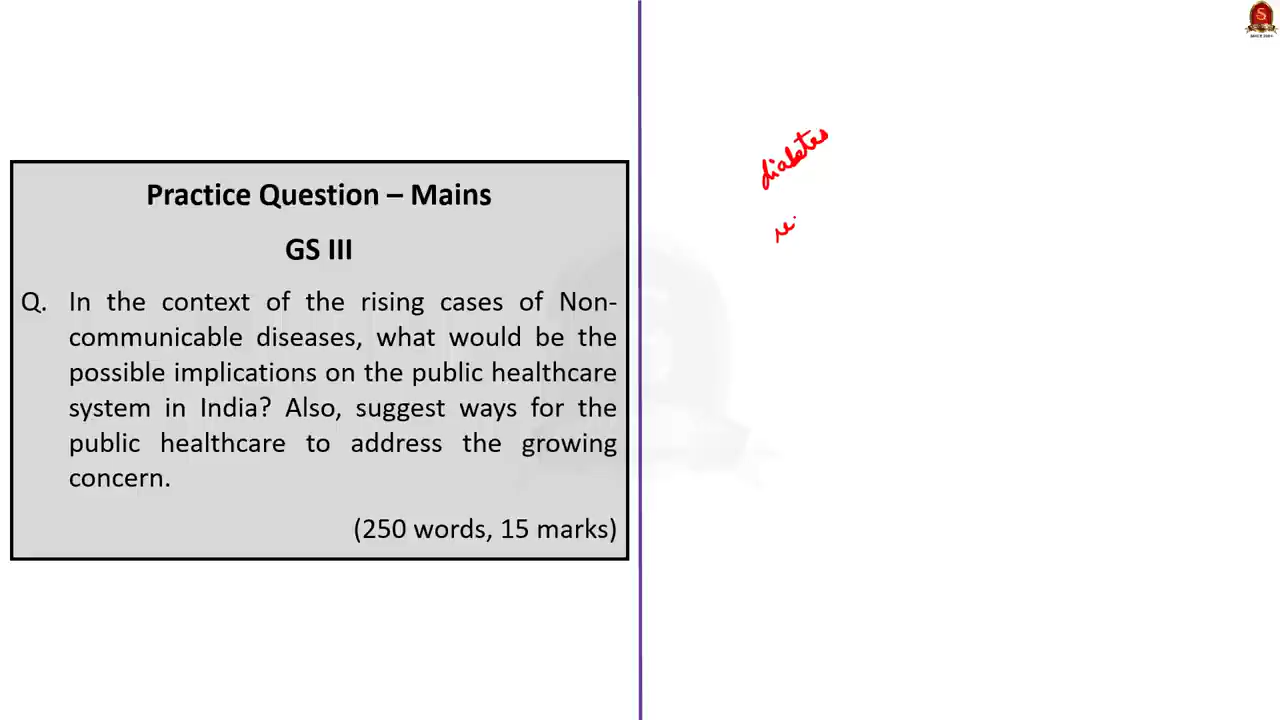 Practice Question – Mains
GS III
Q. In the context of the rising cases of Non-
communicable diseases, what would be the
possible implications on the public healthcare
system in India? Also, suggest ways for the
public healthcare to address the growing
concern.
(250 words, 15 marks)
diabetes